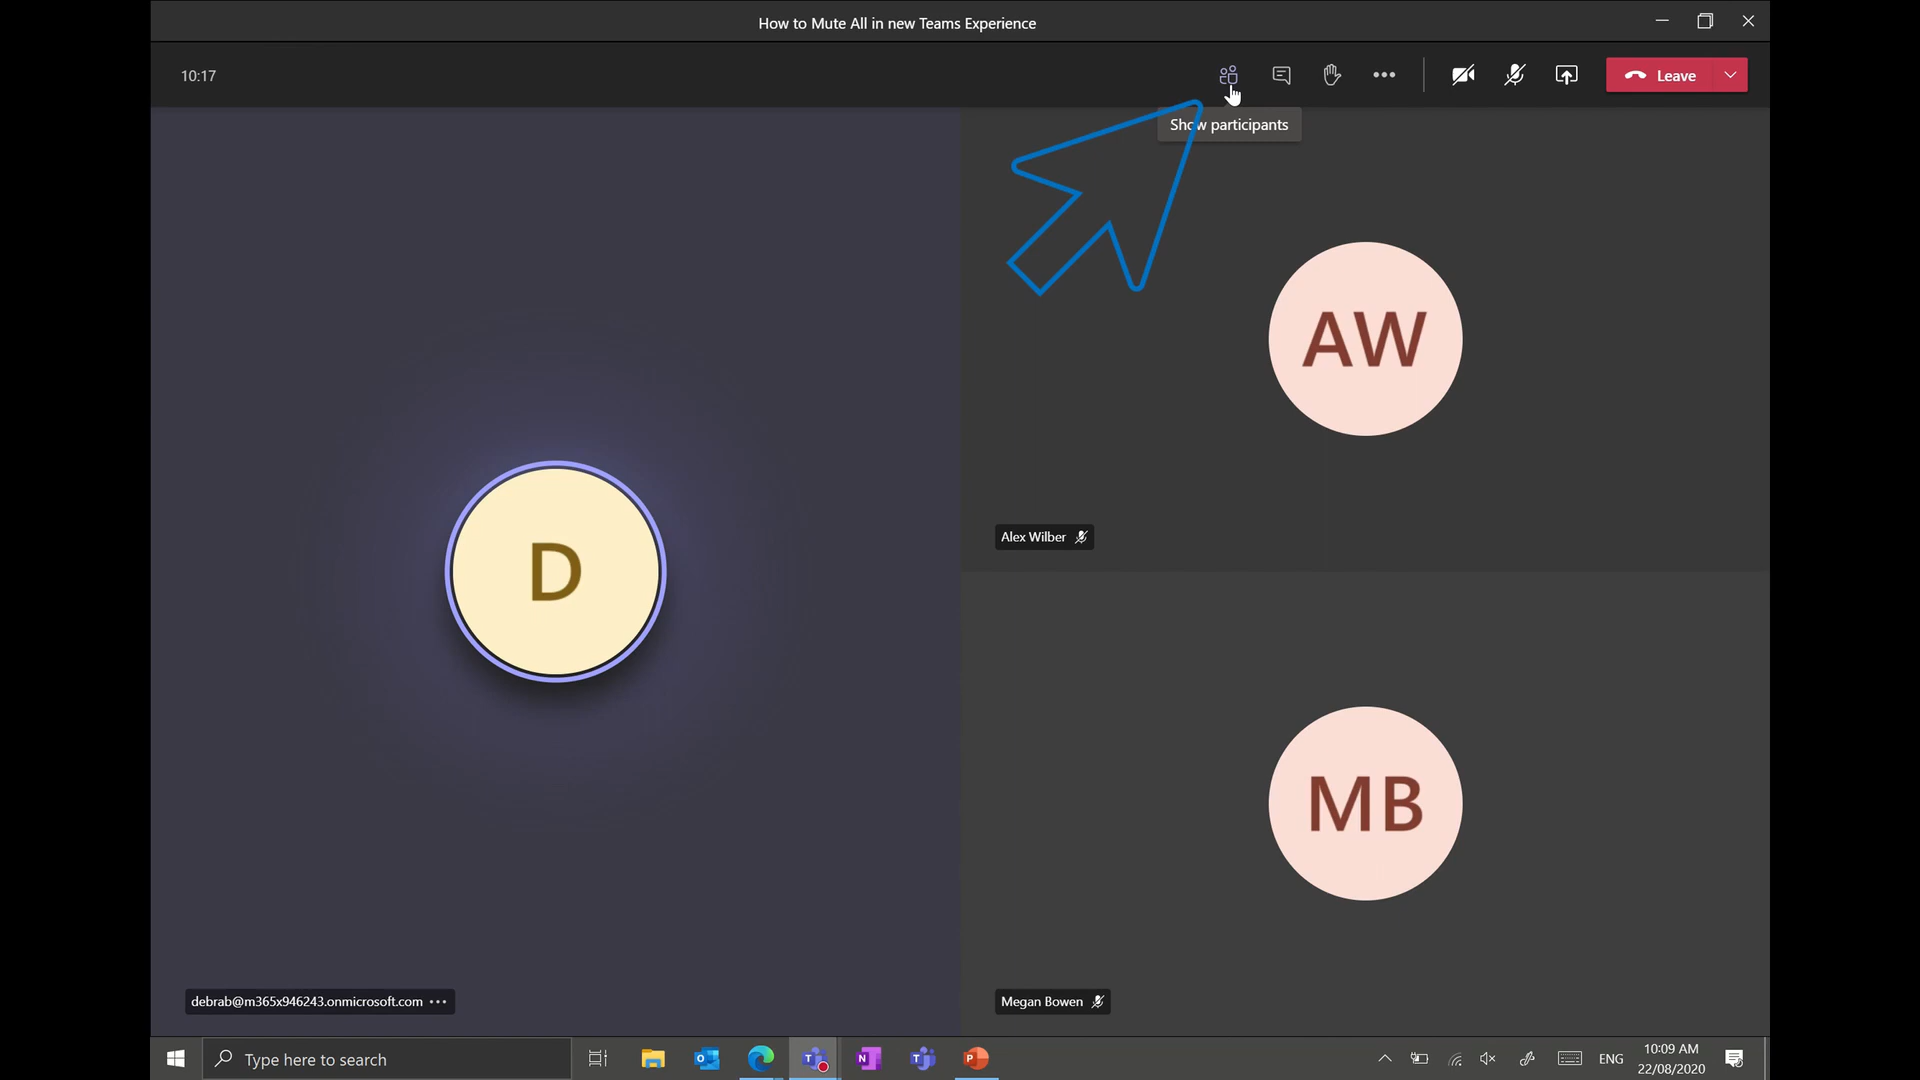 How to Mute All in new Teams Experience
10:17
Leave
Show participants
AW
D
Alex Wilber
MB
debrab@m365x946243.onmicrosoft.com
Megan Bowen
Type here to search
ENG
10:09 AM
22/08/2020